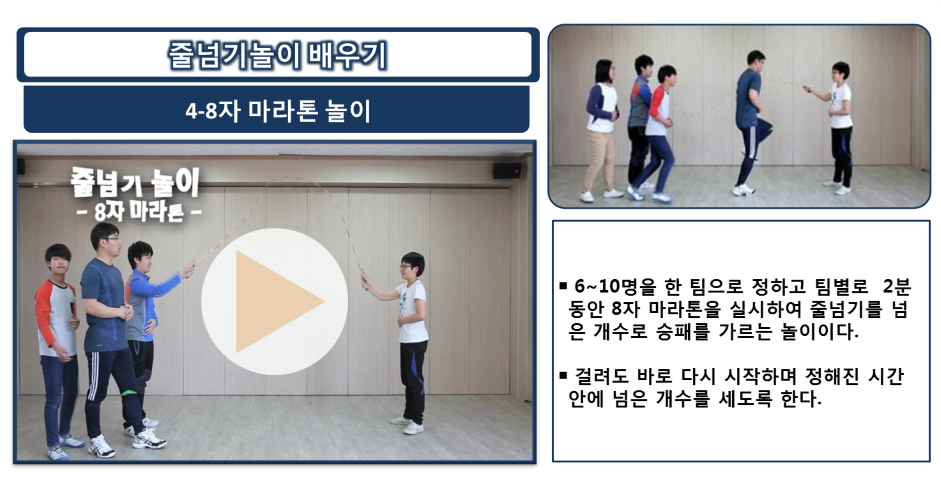 줄넘기놀이 배우기
4-8자 마라톤 놀이
줄넘기 놀이
- 8자 마라톤 -
▪ 6~10명을 한 팀으로 정하고 팀별로 2분
동안 8자 마라톤을 실시하여 줄넘기를 넘
은 개수로 승패를 가르는 놀이이다.
▪ 걸려도 바로 다시 시작하며 정해진 시간
안에 넘은 개수를 세도록 한다.